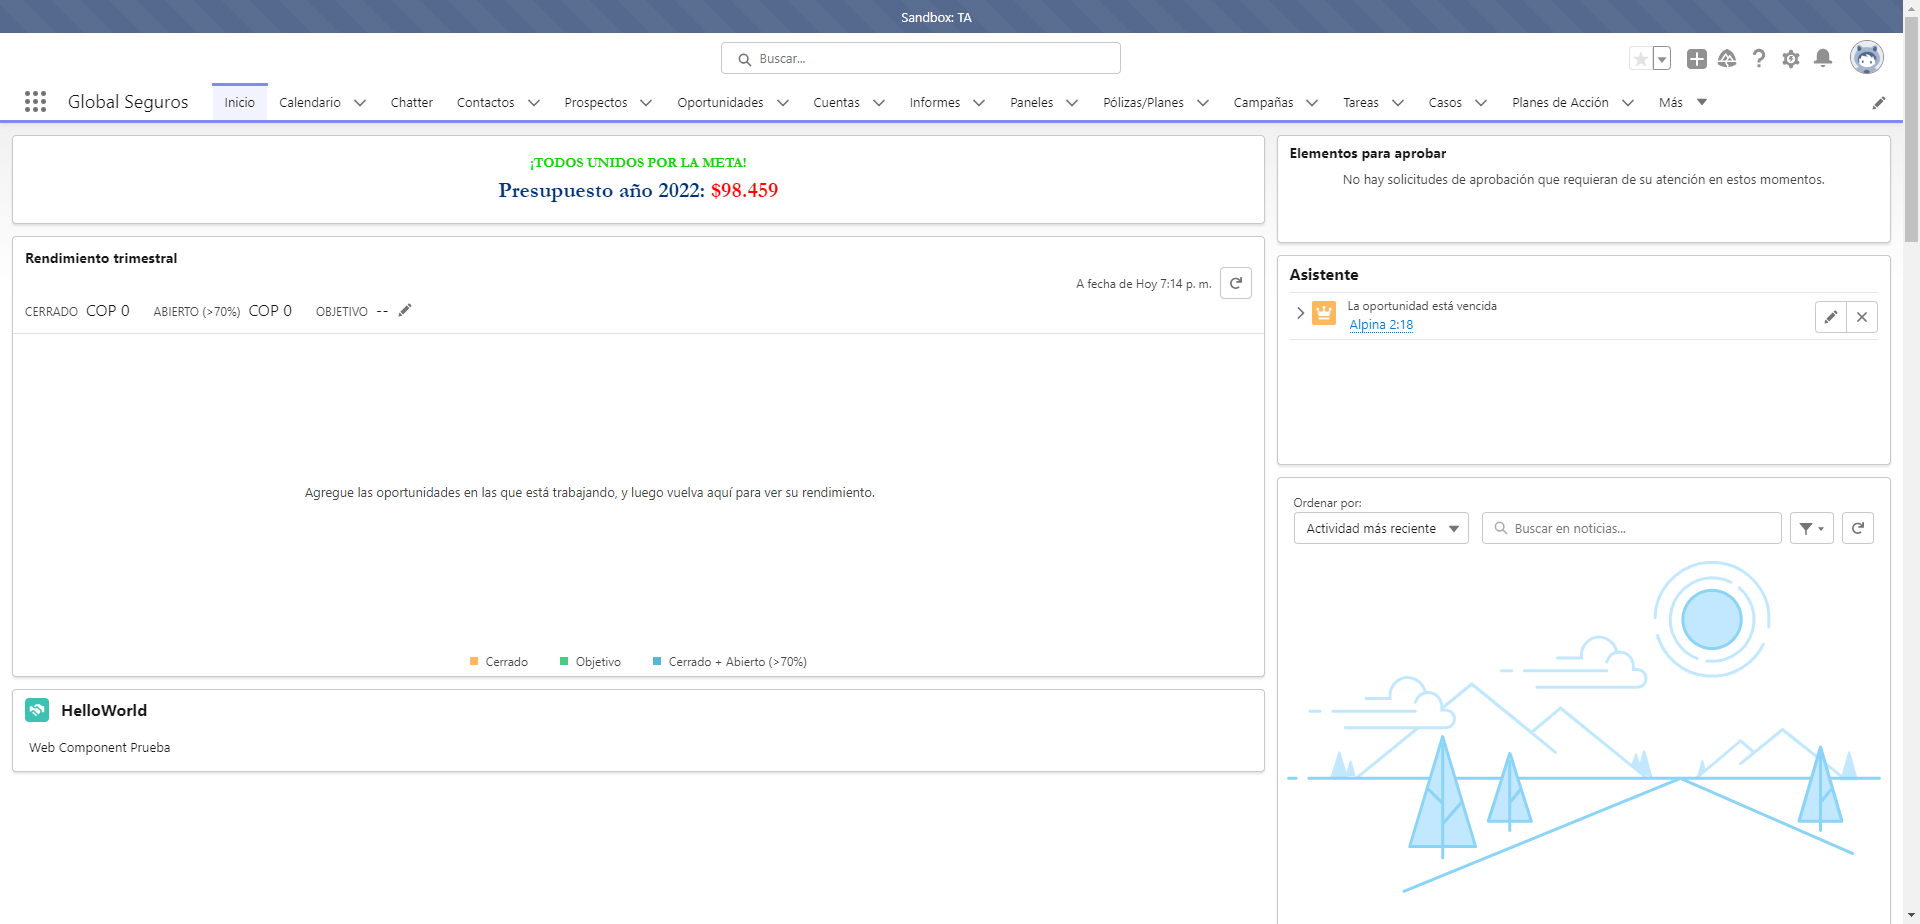 Sandbox: TA
Buscar...
Global Seguros
Inicio
Calendario
Chatter
Contactos
Prospectos
Oportunidades
Cuentas
Informes
Paneles
Pólizas/Planes
Campañas
Tareas
Casos
Planes de Acción
Más
¡TODOS UNIDOS POR LA META!
Presupuesto año 2022: $98.459
Rendimiento trimestral
A fecha de Hoy 7:14 p. m.
CERRADO COP 0 ABIERTO (>70%) COP 0 OBJETIVO --
Agregue las oportunidades en las que está trabajando, y luego vuelva aquí para ver su rendimiento.
Cerrado
Objetivo
Cerrado + Abierto (>70%)
HelloWorld
Web Component Prueba
Elementos para aprobar
No hay solicitudes de aprobación que requieran de su atención en estos momentos.
Asistente
La oportunidad está vencida
Alpina 2:18
Ordenar por:
Actividad más reciente
Buscar en noticias...